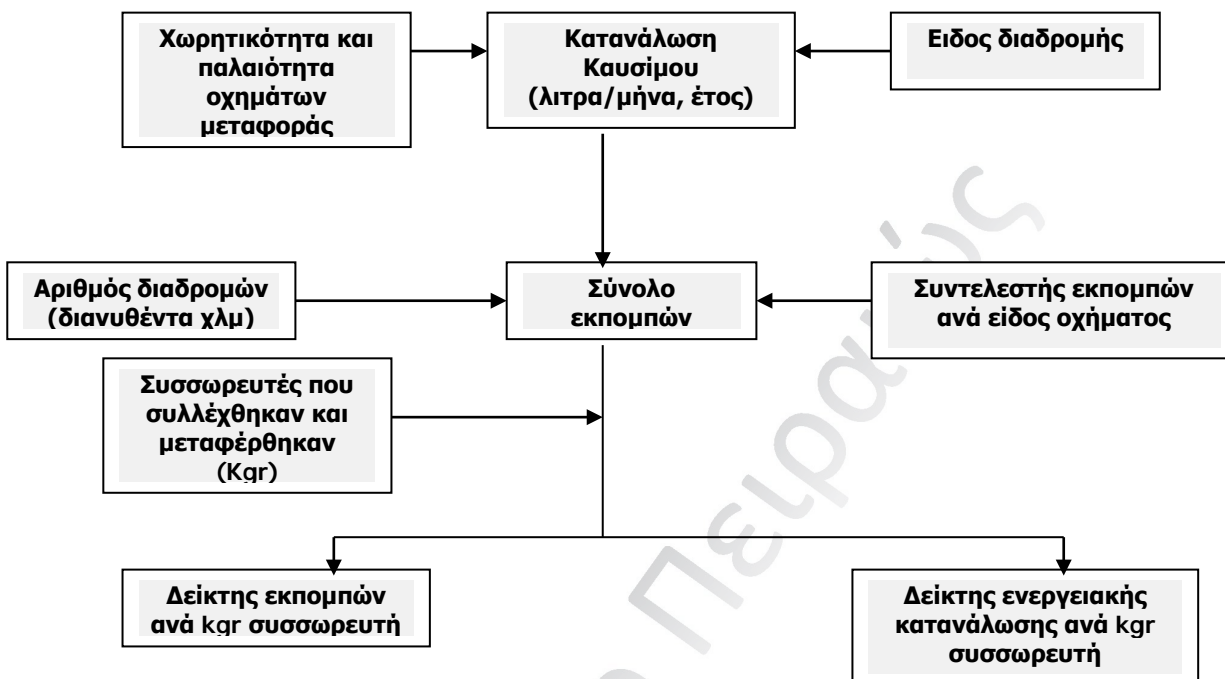 Χωρητικότητα και
παλαιότητα
οχημάτων
μεταφοράς
Κατανάλωση
Καυσίμου
(λιτρα/μήνα, έτος)
Ειδος διαδρομής
Αριθμός διαδρομών
(διανυθέντα χλμ)
Σύνολο
εκπομπών
Συντελεστής εκπομπών
ανά είδος οχήματος
Συσσωρευτές που
συλλέχθηκαν και
μεταφέρθηκαν
(Kgr)
Δείκτης εκπομπών
ανά kgr συσσωρευτή
Δείκτης ενεργειακής
κατανάλωσης ανά kgr
συσσωρευτή